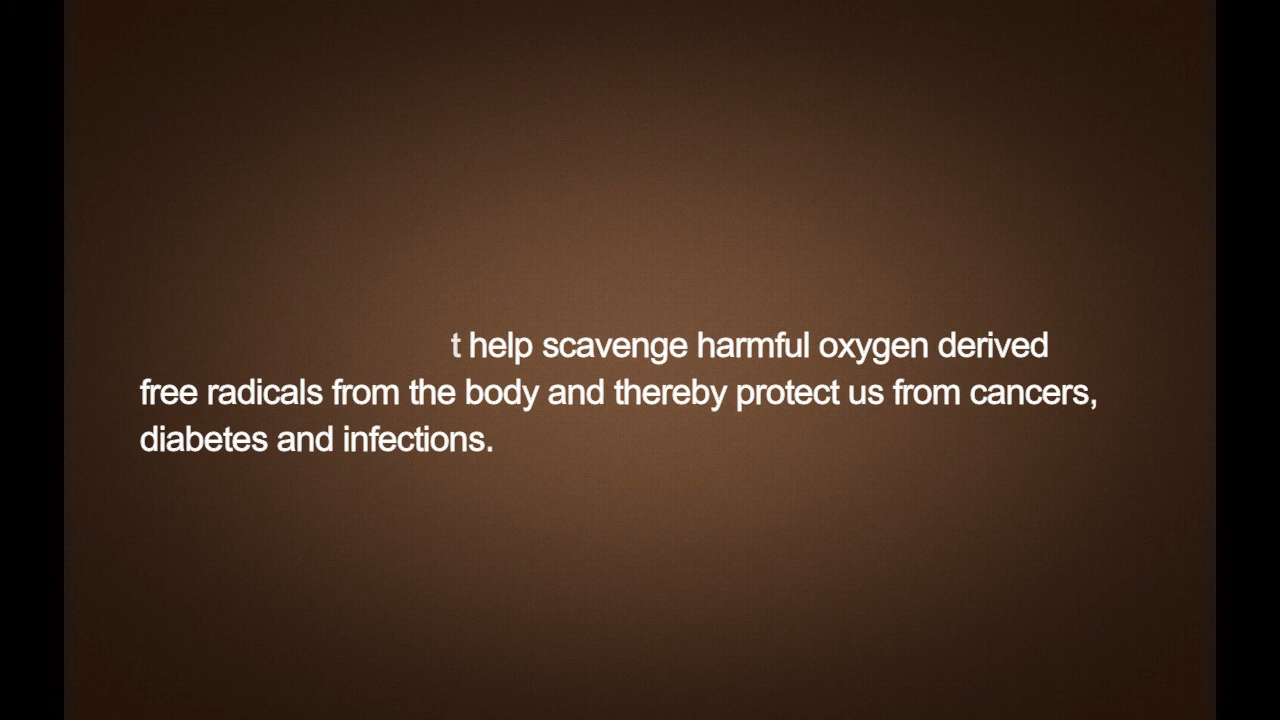 t help scavenge harmful oxygen derived
free radicals from the body and thereby protect us from cancers,
diabetes and infections.